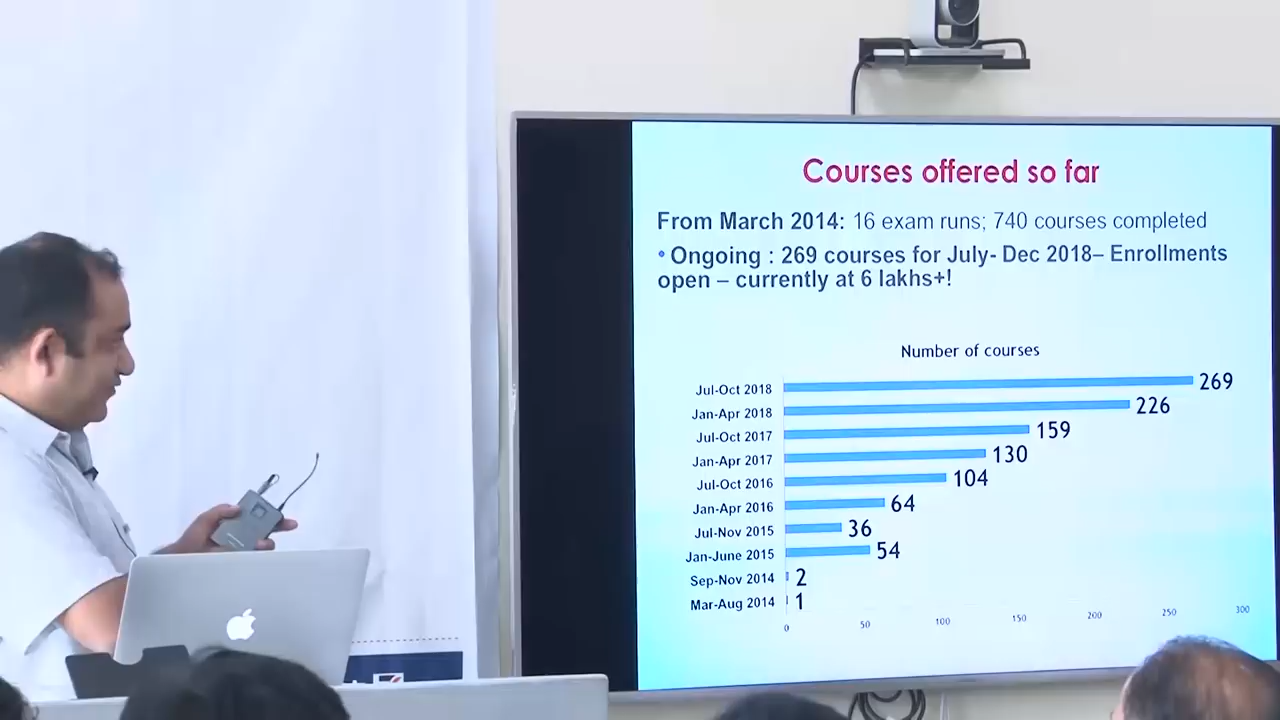 Courses offered so far
From March 2014: 16 exam runs; 740 courses completed
• Ongoing : 269 courses for July- Dec 2018– Enrollments
open – currently at 6 lakhs+!
Number of courses
Jul-Oct 2018 269
Jan-Apr 2018 226
Jul-Oct 2017 159
Jan-Apr 2017 130
Jul-Oct 2016 104
Jan-Apr 2016 64
Jul-Nov 2015 36
Jan-June 2015 54
Sep-Nov 2014 2
Mar-Aug 2014 1
0 50 100 150 200 250 300